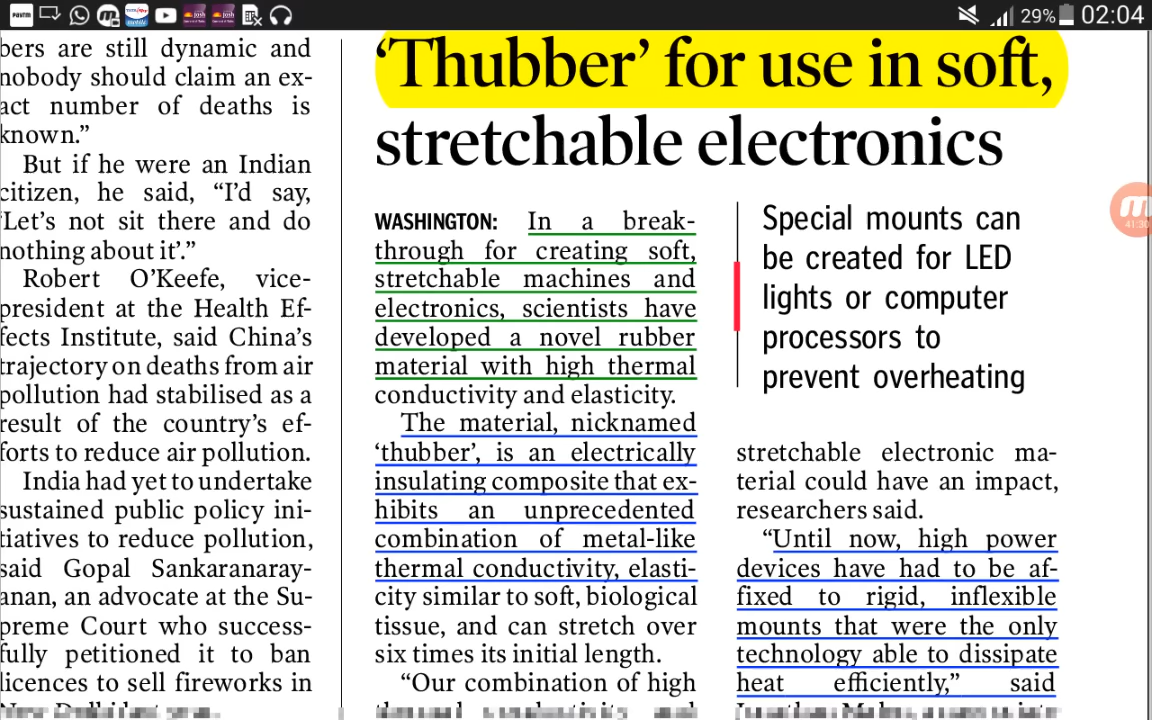 29% 02:04
bers are still dynamic and
nobody should claim an ex-
act number of deaths is
known.”
But if he were an Indian
citizen, he said, “I’d say,
‘Let’s not sit there and do
nothing about it’.”
Robert O’Keefe, vice-
president at the Health Ef-
fects Institute, said China’s
trajectory on deaths from air
pollution had stabilised as a
result of the country’s ef-
forts to reduce air pollution.
India had yet to undertake
sustained public policy ini-
tiatives to reduce pollution,
said Gopal Sankaranaray-
anan, an advocate at the Su-
preme Court who success-
fully petitioned it to ban
licences to sell fireworks in
‘Thubber’ for use in soft,
stretchable electronics
WASHINGTON: In a break-
through for creating soft,
stretchable machines and
electronics, scientists have
developed a novel rubber
material with high thermal
conductivity and elasticity.
The material, nicknamed
‘thubber’, is an electrically
insulating composite that ex-
hibits an unprecedented
combination of metal-like
thermal conductivity, elasti-
city similar to soft, biological
tissue, and can stretch over
six times its initial length.
“Our combination of high
Special mounts can
be created for LED
lights or computer
processors to
prevent overheating
stretchable electronic ma-
terial could have an impact,
researchers said.
“Until now, high power
devices have had to be af-
fixed to rigid, inflexible
mounts that were the only
technology able to dissipate
heat efficiently,” said
41:30